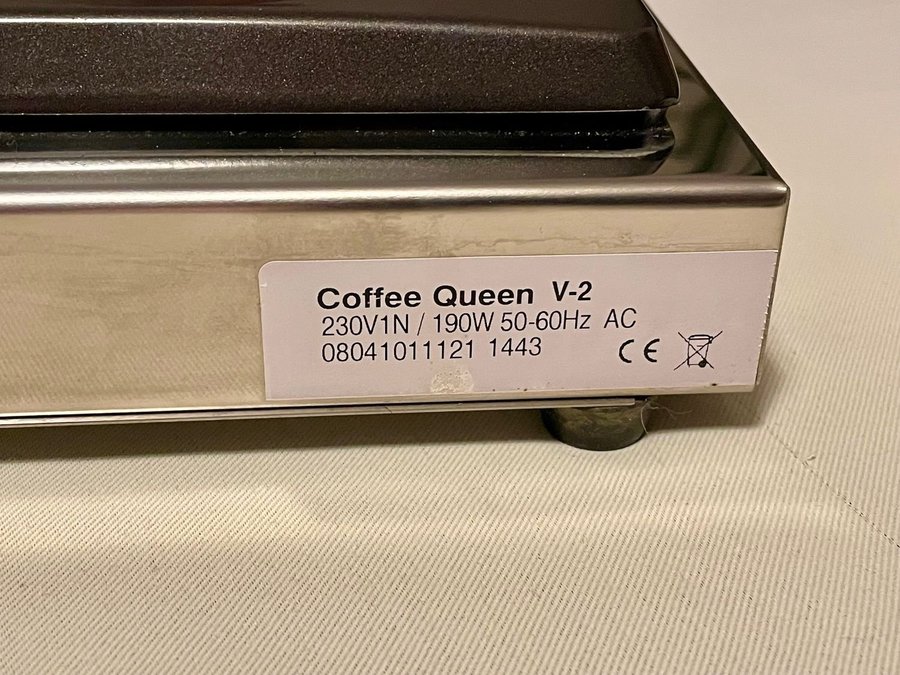 Coffee Queen V-2
230V1N / 190W 50-60Hz AC
08041011121 1443
CE